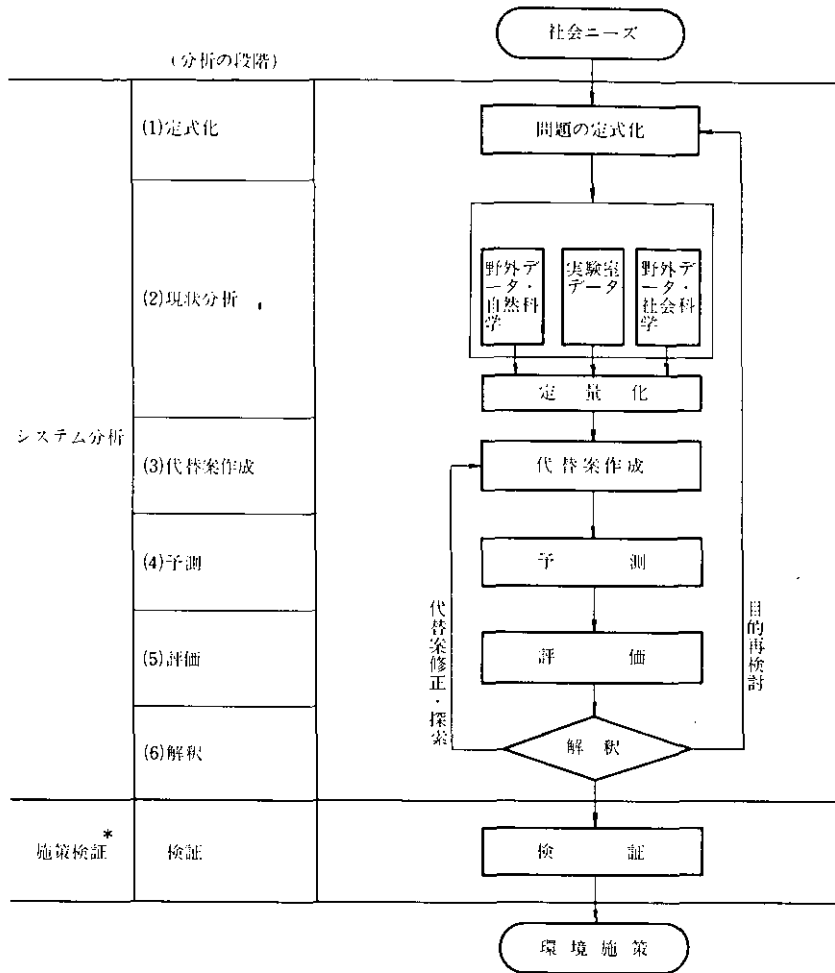 社会ニーズ
(分析の段階)
(1)定式化
問題の定式化
野外デ
ータ・
自然科
学
実験室
データ
野外デ
ータ・
社会科
学
(2)現状分析
定量化
システム分析
(3)代替案作成
代替案作成
(4)予測
予測
代替案修正・探索
目的再検討
(5)評価
評価
(6)解釈
解釈
施策検証*
検証
検証
環境施策